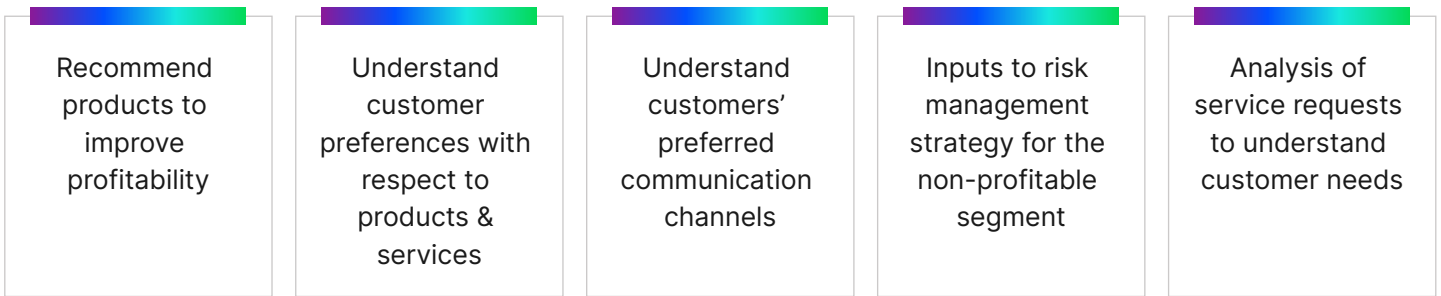 Recommend
products to
improve
profitability
Understand
customer
preferences with
respect to
products &
services
Understand
customers’
preferred
communication
channels
Inputs to risk
management
strategy for the
non-profitable
segment
Analysis of
service requests
to understand
customer needs